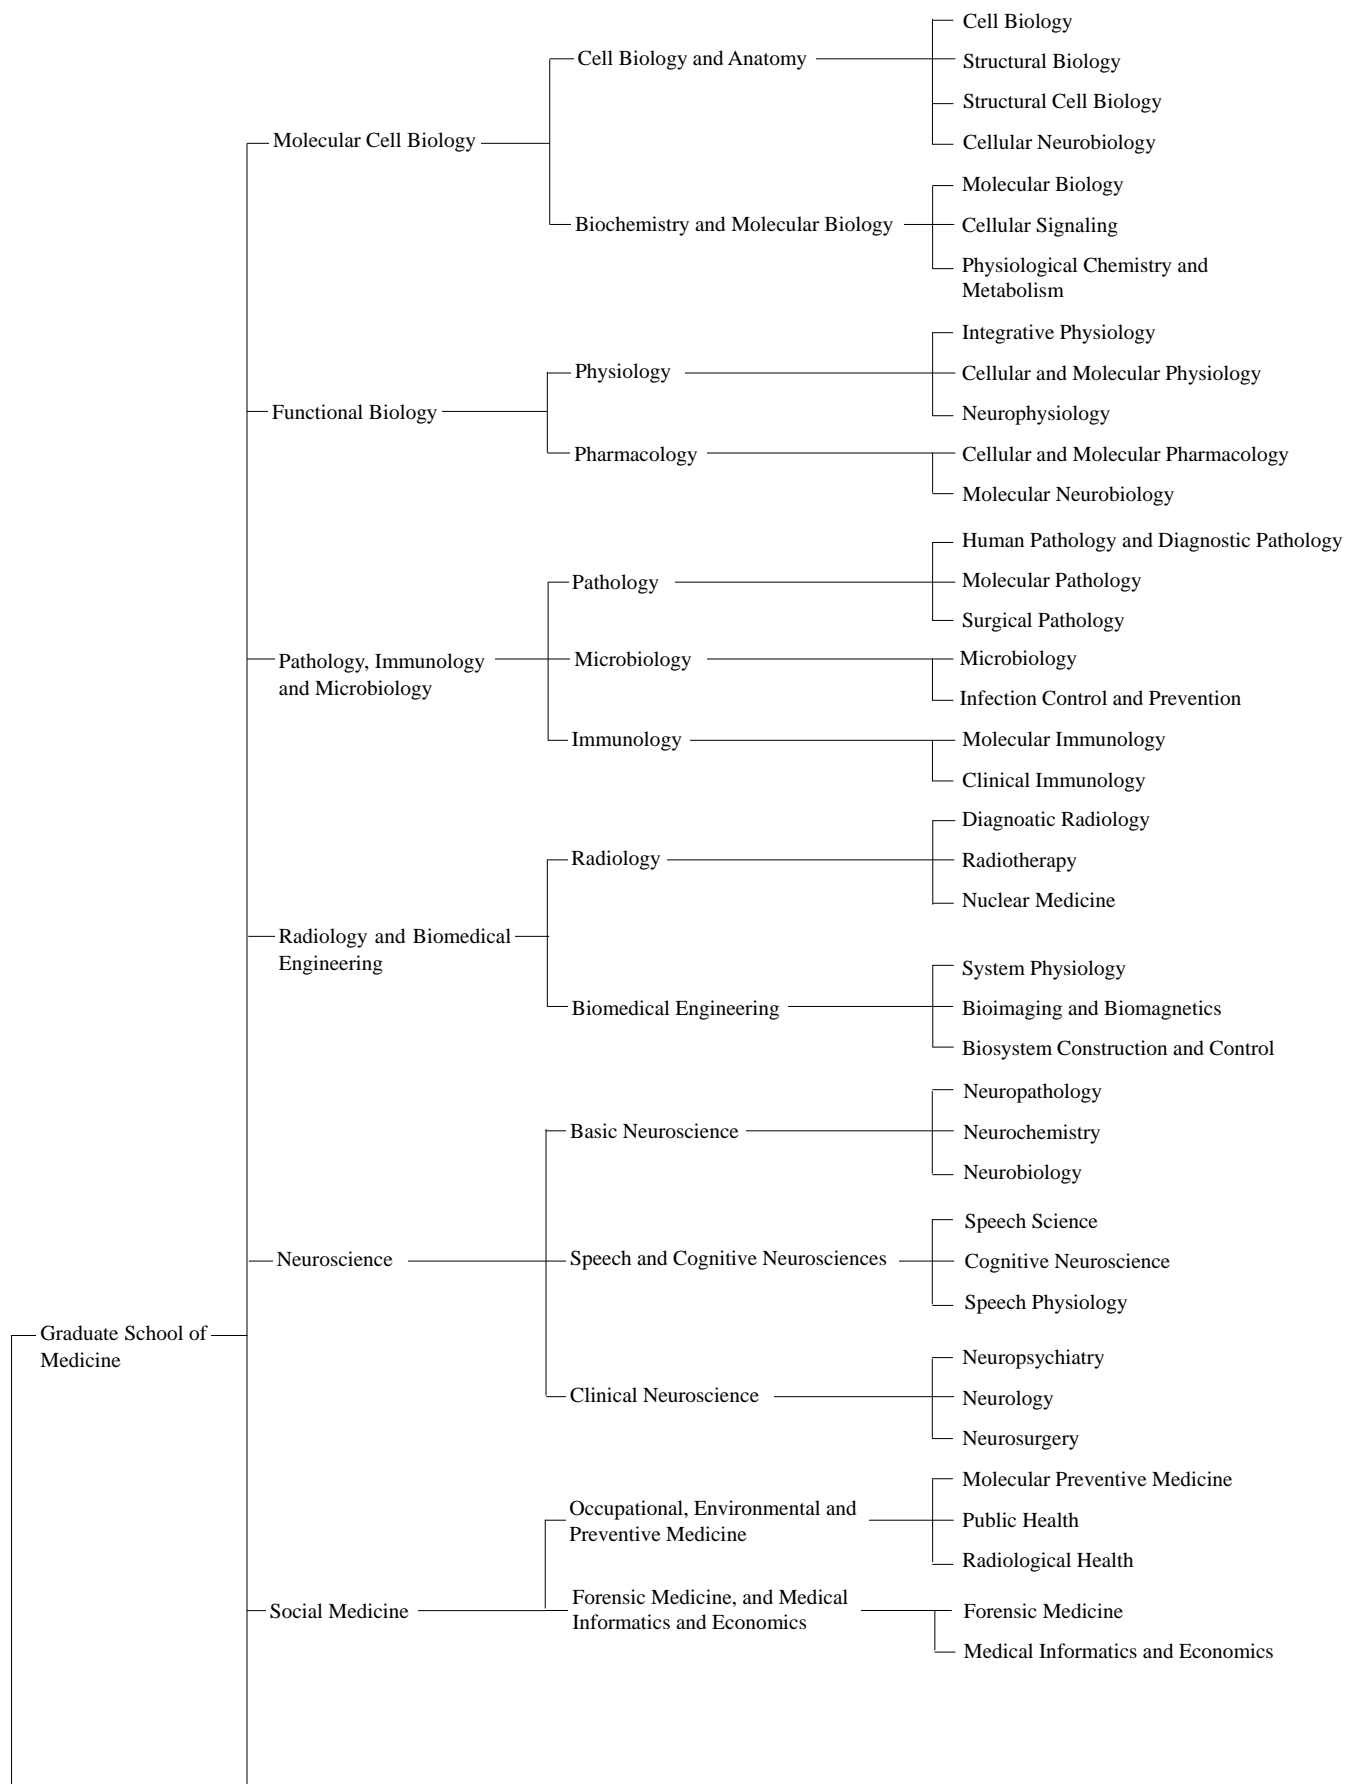 Cell Biology
Cell Biology and Anatomy
Structural Biology
Structural Cell Biology
Molecular Cell Biology
Cellular Neurobiology
Molecular Biology
Biochemistry and Molecular Biology
Cellular Signaling
Physiological Chemistry and
Metabolism
Integrative Physiology
Physiology
Cellular and Molecular Physiology
Functional Biology
Neurophysiology
Pharmacology
Cellular and Molecular Pharmacology
Molecular Neurobiology
Human Pathology and Diagnostic Pathology
Pathology
Molecular Pathology
Surgical Pathology
Pathology, Immunology
and Microbiology
Microbiology
Microbiology
Infection Control and Prevention
Immunology
Molecular Immunology
Clinical Immunology
Diagnoatic Radiology
Radiology
Radiotherapy
Nuclear Medicine
Radiology and Biomedical
Engineering
System Physiology
Biomedical Engineering
Bioimaging and Biomagnetics
Biosystem Construction and Control
Neuropathology
Basic Neuroscience
Neurochemistry
Neurobiology
Speech Science
Neuroscience
Speech and Cognitive Neurosciences
Cognitive Neuroscience
Speech Physiology
Graduate School of
Medicine
Neuropsychiatry
Clinical Neuroscience
Neurology
Neurosurgery
Molecular Preventive Medicine
Occupational, Environmental and
Preventive Medicine
Public Health
Radiological Health
Social Medicine
Forensic Medicine, and Medical
Informatics and Economics
Forensic Medicine
Medical Informatics and Economics